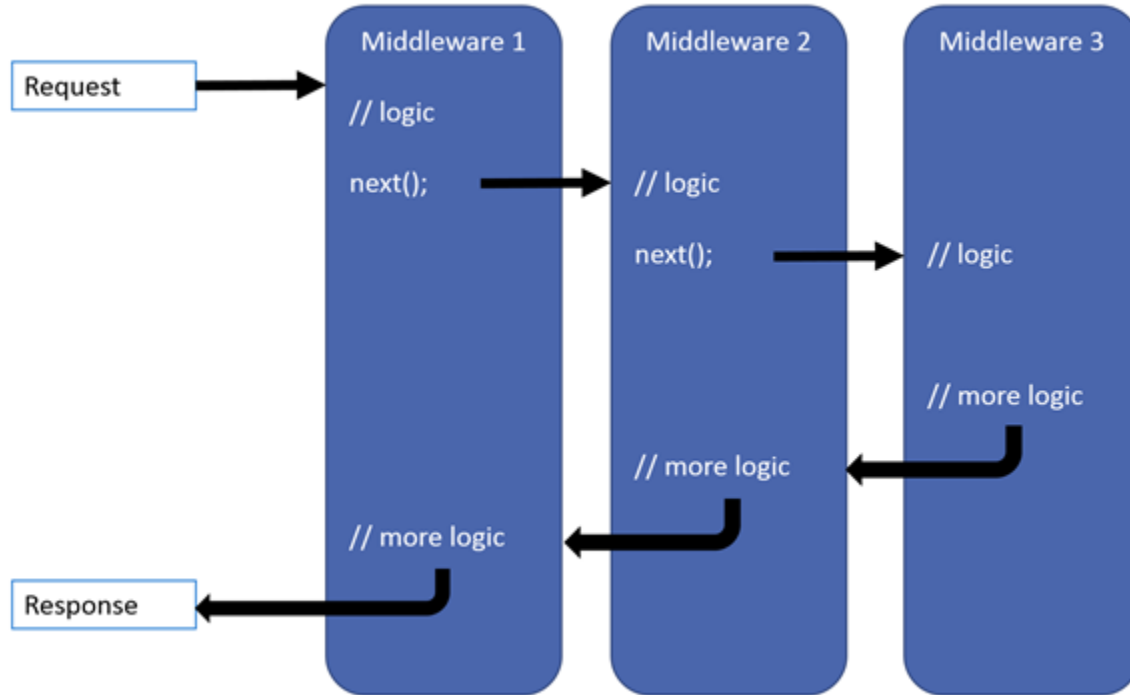 Middleware 1
Middleware 2
Middleware 3
Request
// logic
next();
// logic
next();
// logic
// more logic
// more logic
// more logic
Response